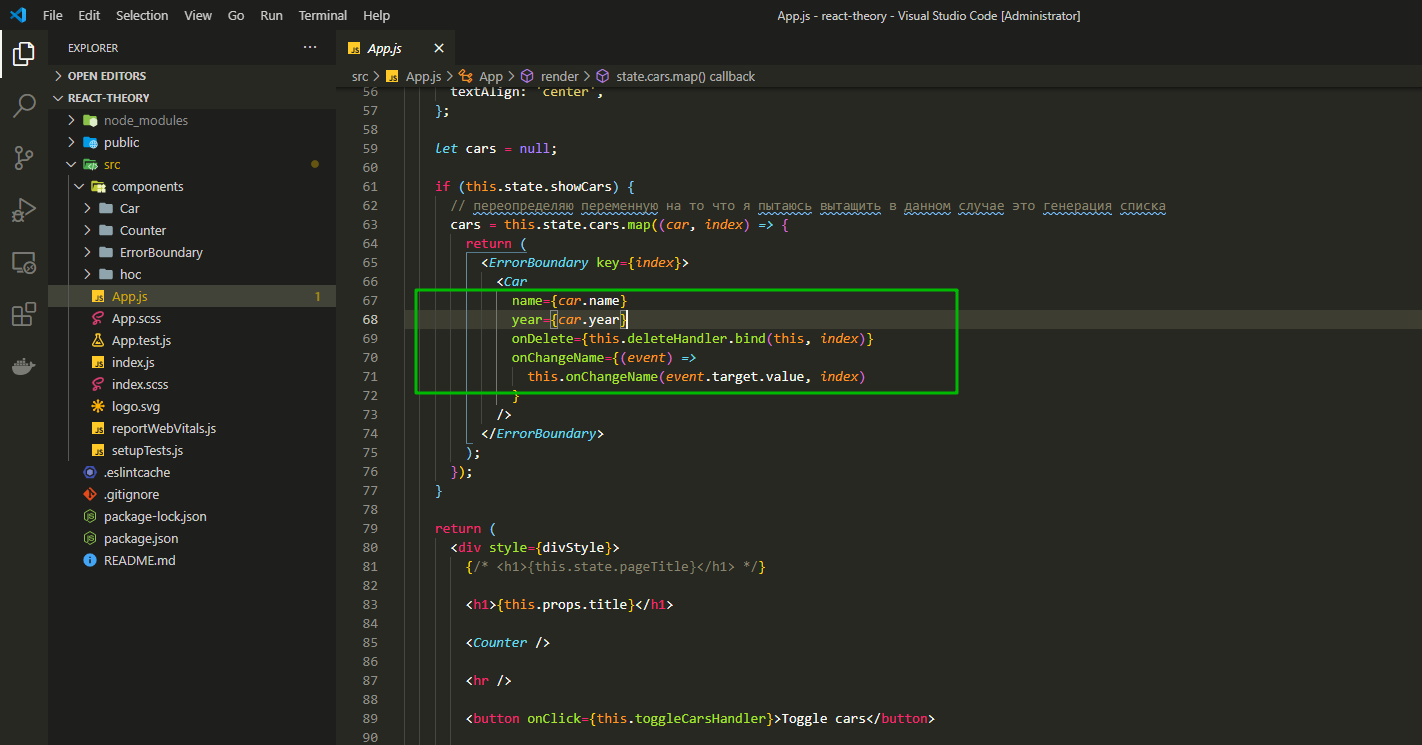 File Edit Selection View Go Run Terminal Help
App.js - react-theory - Visual Studio Code [Administrator]
EXPLORER
OPEN EDITORS
REACT-THEORY
node_modules
public
src
components
Car
Counter
ErrorBoundary
hoc
App.js 1
App.scss
App.test.js
index.js
index.scss
logo.svg
reportWebVitals.js
setupTests.js
.eslintcache
.gitignore
package-lock.json
package.json
README.md
JS App.js
src > JS App.js > App > render > state.cars.map() callback
56 textAlign: 'center',
57 };
58
59 let cars = null;
60
61 if (this.state.showCars) {
62 // переопределяю переменную на то что я пытаюсь вытащить в данном случае это генерация списка
63 cars = this.state.cars.map((car, index) => {
64 return (
65 <ErrorBoundary key={index}>
66 <Car
67 name={car.name}
68 year={car.year}
69 onDelete={this.deleteHandler.bind(this, index)}
70 onChangeName={(event) =>
71 this.onChangeName(event.target.value, index)
72 }
73 />
74 </ErrorBoundary>
75 );
76 });
77 }
78
79 return (
80 <div style={divStyle}>
81 {/* <h1>{this.state.pageTitle}</h1> */}
82
83 <h1>{this.props.title}</h1>
84
85 <Counter />
86
87 <hr />
88
89 <button onClick={this.toggleCarsHandler}>Toggle cars</button>
90